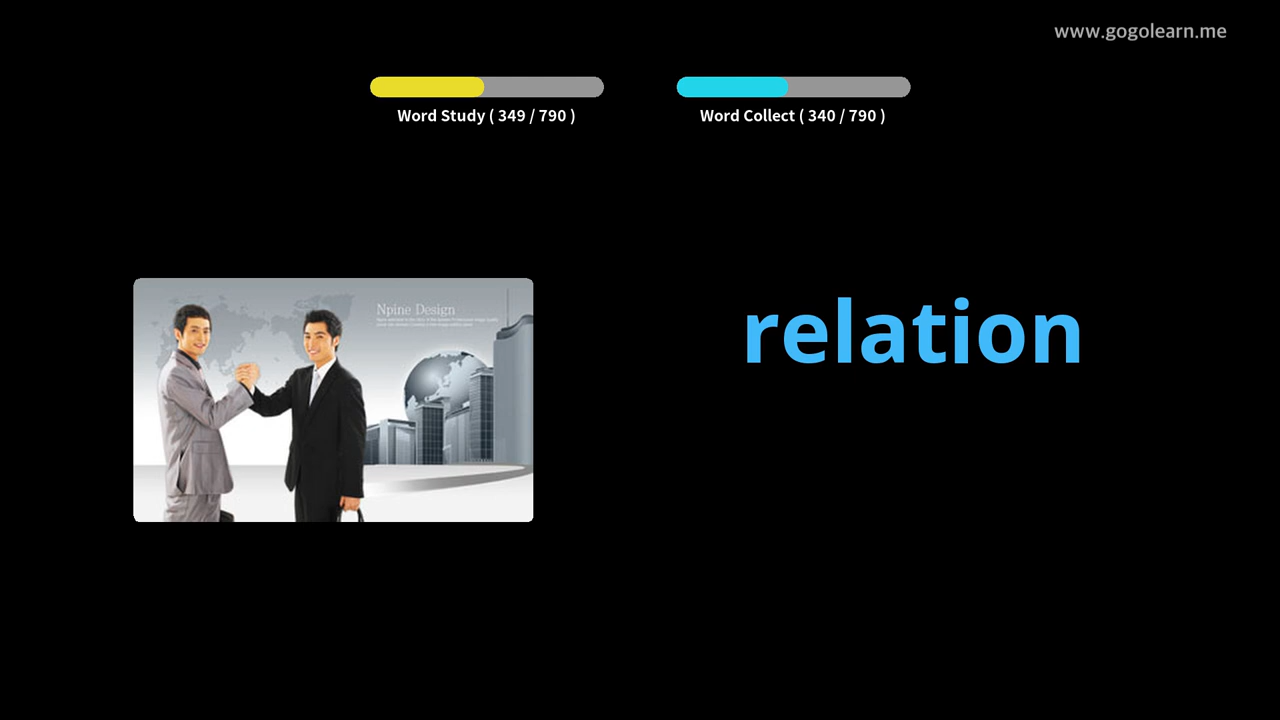 www.gogolearn.me
Word Study ( 349 / 790 )
Word Collect ( 340 / 790 )
Npine Design
relation